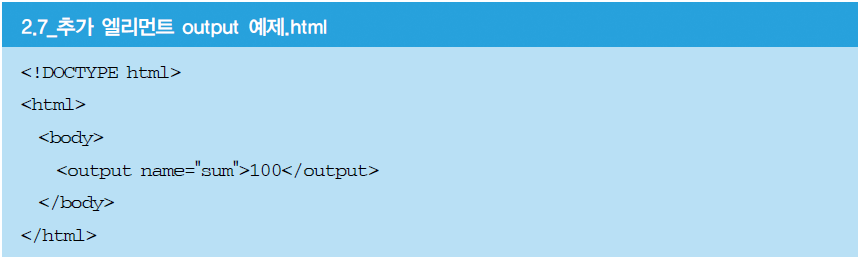 2.7_추가 엘리먼트 output 예제.html
<!DOCTYPE html>
<html>
<body>
<output name="sum">100</output>
</body>
</html>